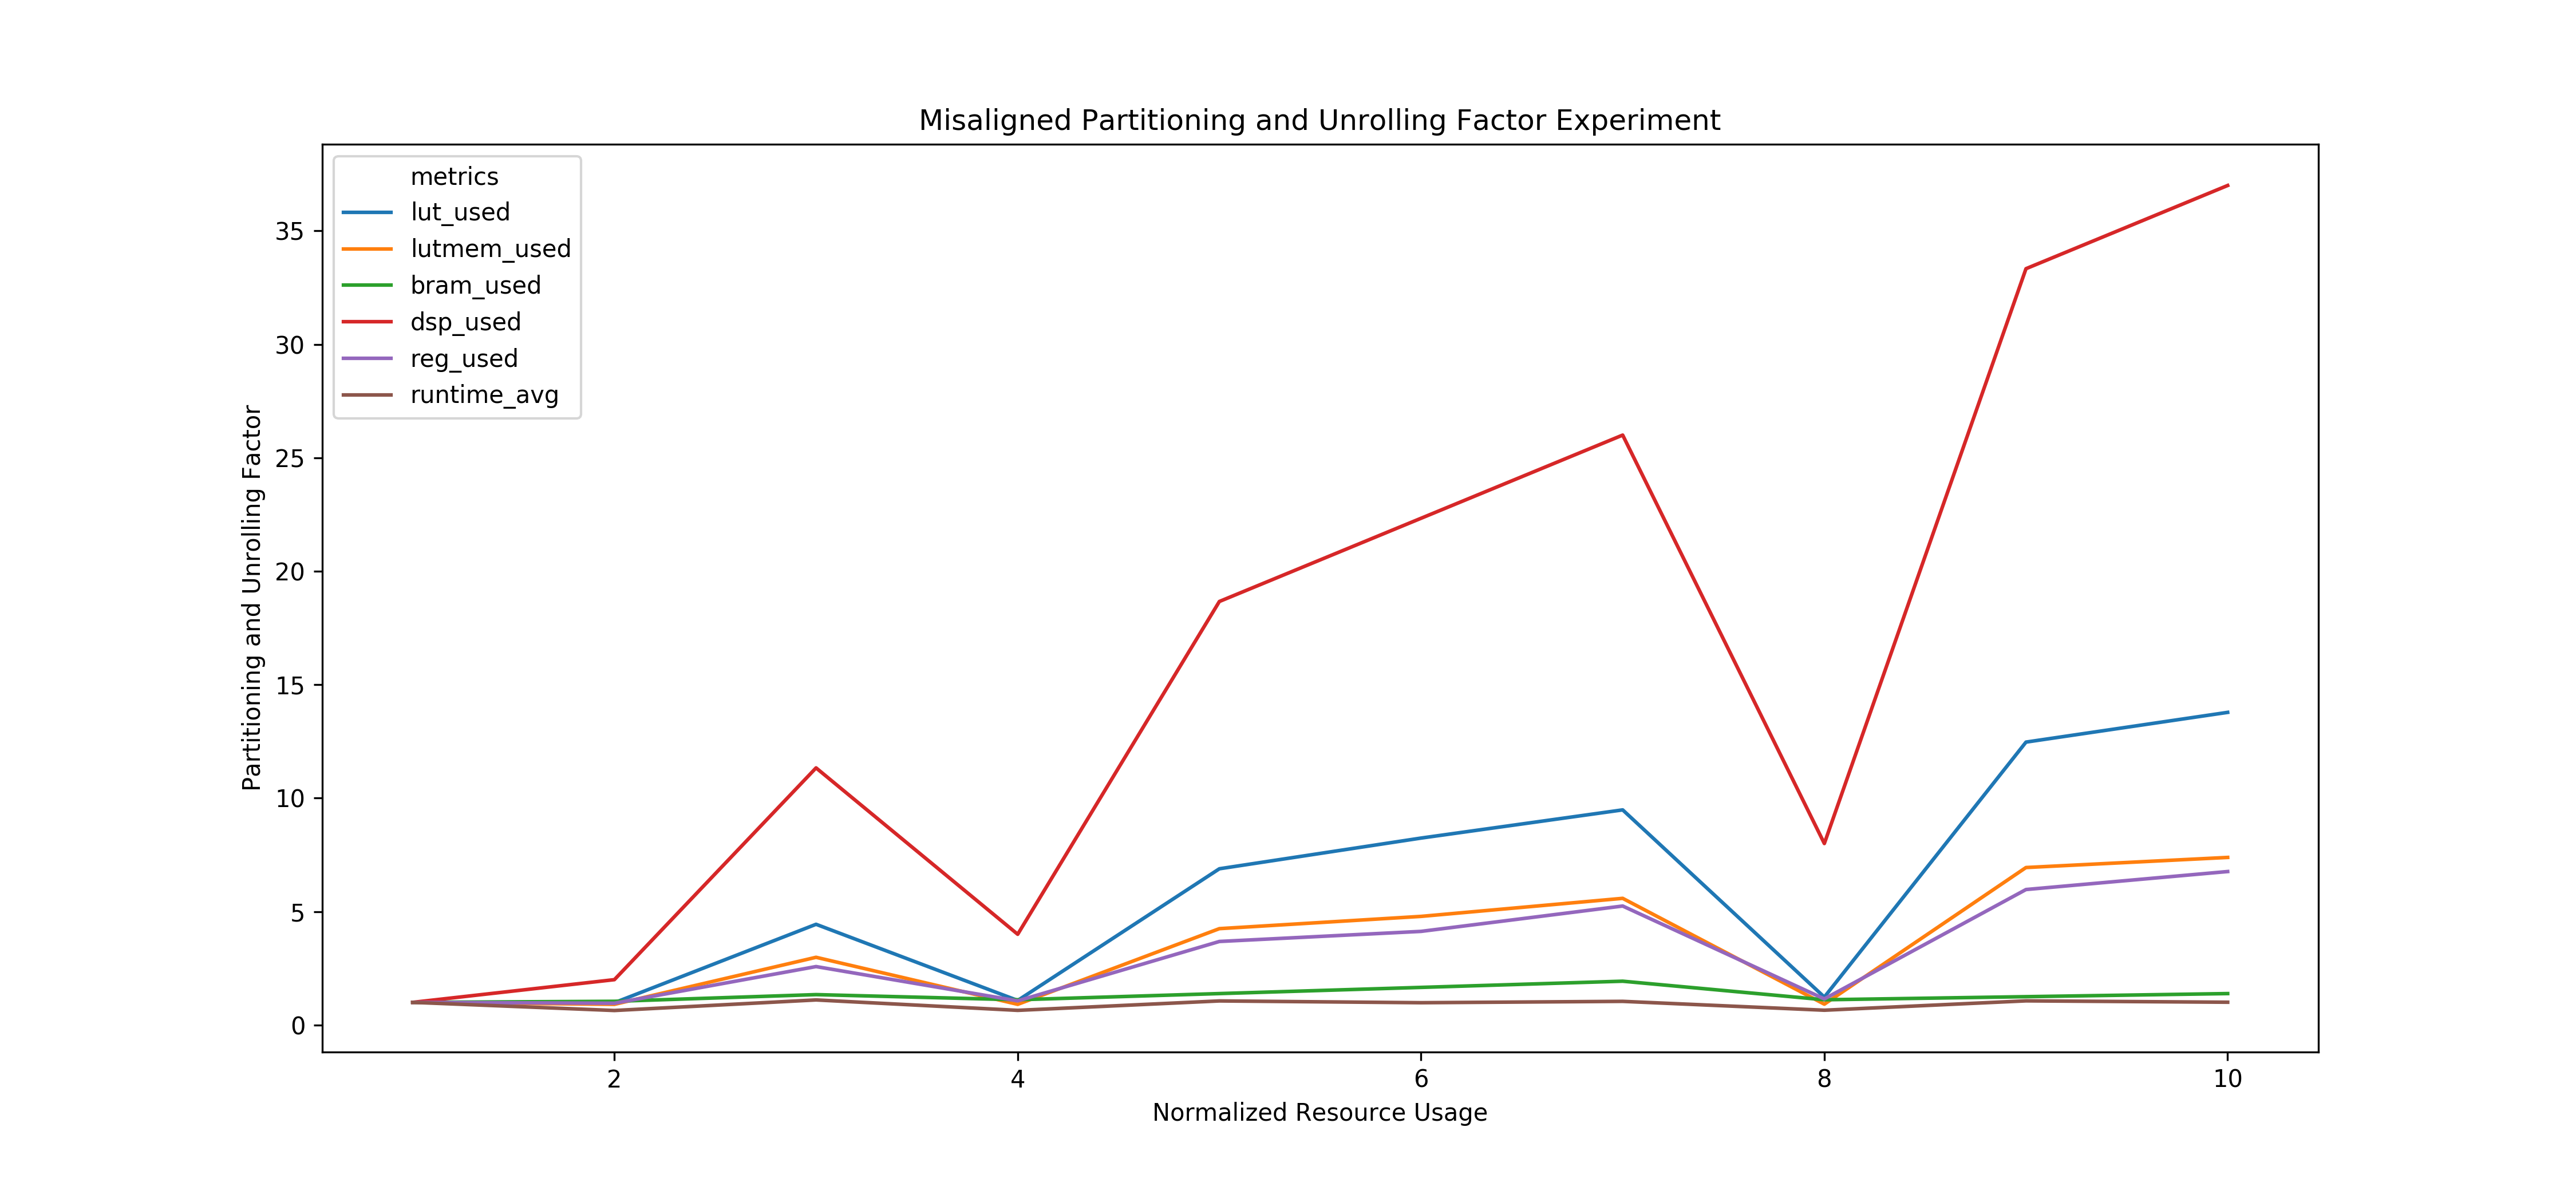 Misaligned Partitioning and Unrolling Factor Experiment
metrics
lut_used
lutmem_used
bram_used
dsp_used
reg_used
runtime_avg
Partitioning and Unrolling Factor
35
30
25
20
15
10
5
0
2 4 6 8 10
Normalized Resource Usage